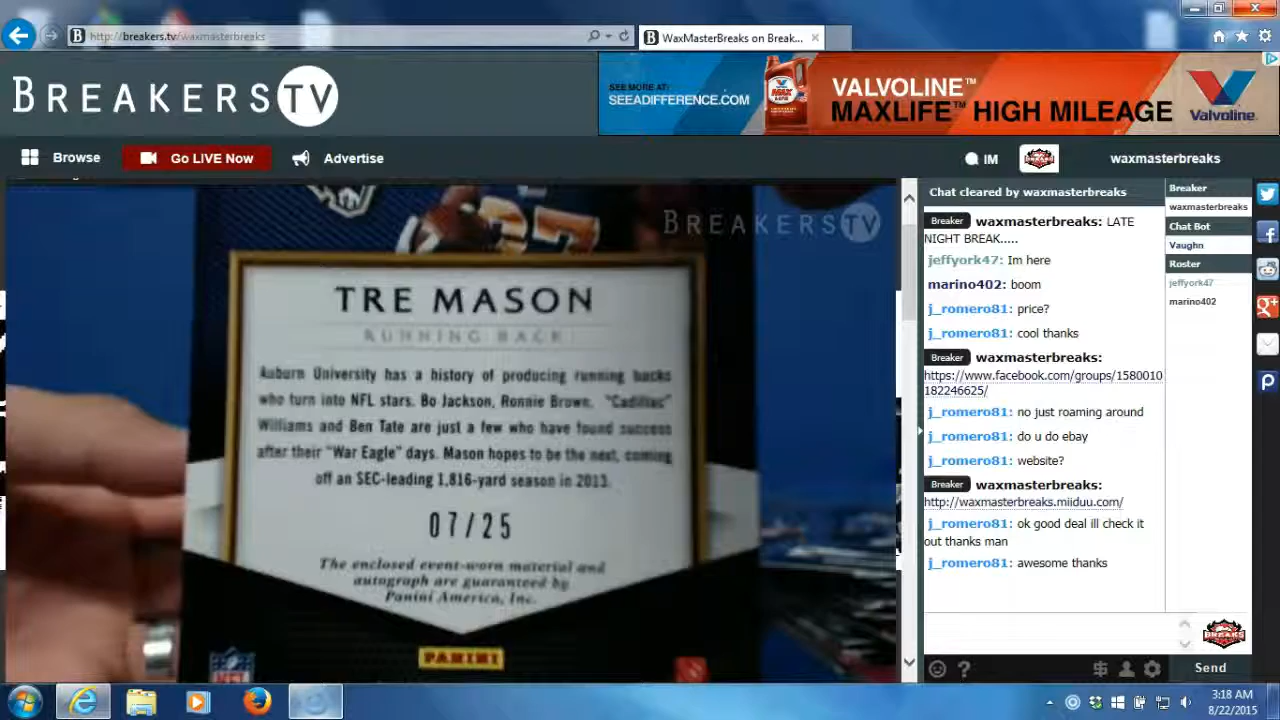 http://breakers.tv/waxmasterbreaks
WaxMasterBreaks on Break...
BREAKERSTV
SEE MORE AT:
SEEADIFFERENCE.COM
VALVOLINE™
MAXLIFE™ HIGH MILEAGE
Valvoline.
Browse
Go LIVE Now
Advertise
IM
waxmasterbreaks
BREAKERSTV
TRE MASON
RUNNING BACK
Auburn University has a history of producing running backs
who turn into NFL stars. Bo Jackson, Ronnie Brown, "Cadillac"
Williams and Ben Tate are just a few who have found success
after their "War Eagle" days. Mason hopes to be the next, coming
off an SEC-leading 1,816-yard season in 2013.
07/25
The enclosed event-worn material and
autograph are guaranteed by
Panini America, Inc.
NFL
PANINI
Chat cleared by waxmasterbreaks
Breaker waxmasterbreaks: LATE
NIGHT BREAK.....
jeffyork47: Im here
marino402: boom
j_romero81: price?
j_romero81: cool thanks
Breaker waxmasterbreaks:
https://www.facebook.com/groups/1580010
182246625/
j_romero81: no just roaming around
j_romero81: do u do ebay
j_romero81: website?
Breaker waxmasterbreaks:
http://waxmasterbreaks.miiduu.com/
j_romero81: ok good deal ill check it
out thanks man
j_romero81: awesome thanks
Breaker
waxmasterbreaks
Chat Bot
Vaughn
Roster
jeffyork47
marino402
BREAKS
Send
3:18 AM
8/22/2015